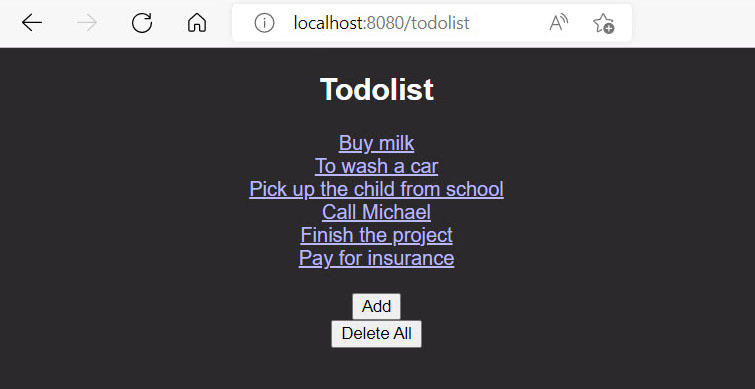 localhost:8080/todolist
Todolist
Buy milk
To wash a car
Pick up the child from school
Call Michael
Finish the project
Pay for insurance
Add
Delete All